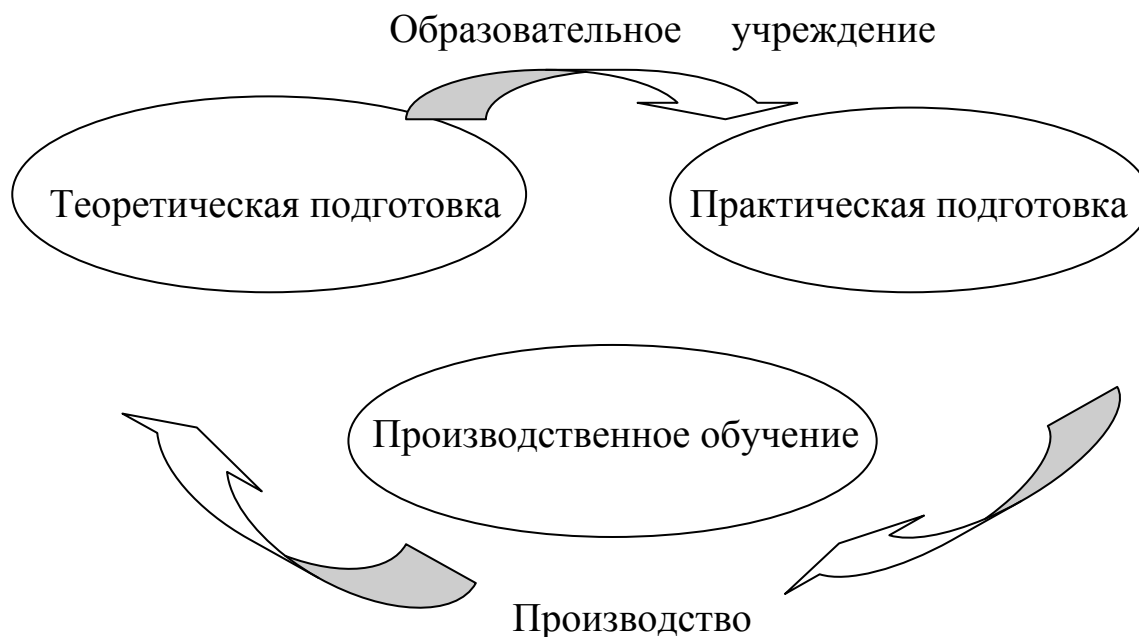 Образовательное учреждение
Теоретическая подготовка
Практическая подготовка
Производственное обучение
Производство